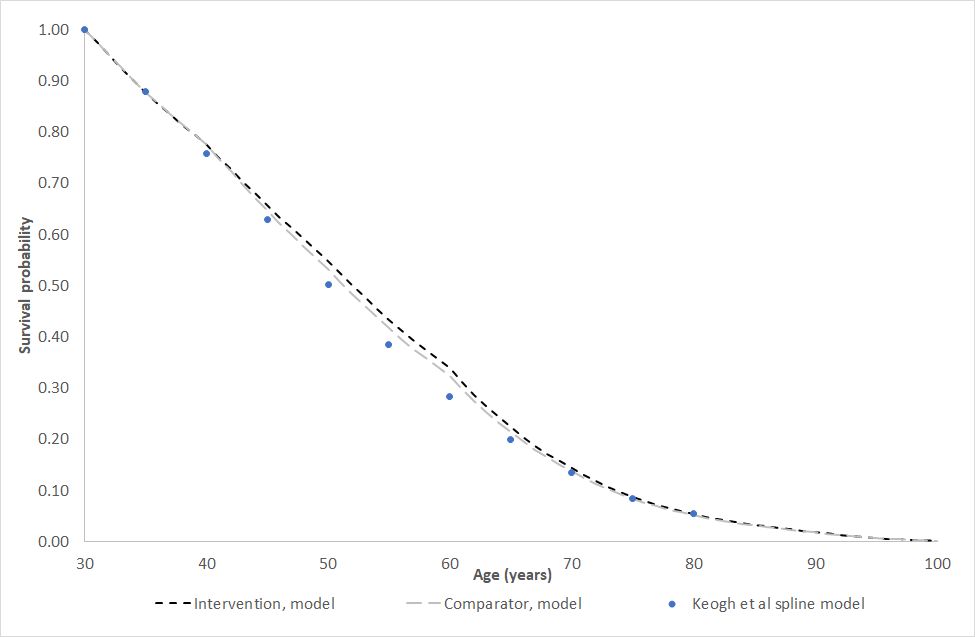 1.00
0.90
0.80
0.70
0.60
0.50
0.40
0.30
0.20
0.10
0.00
Survival probability
30 40 50 60 70 80 90 100
Age (years)
Intervention, model Comparator, model Keogh et al spline model